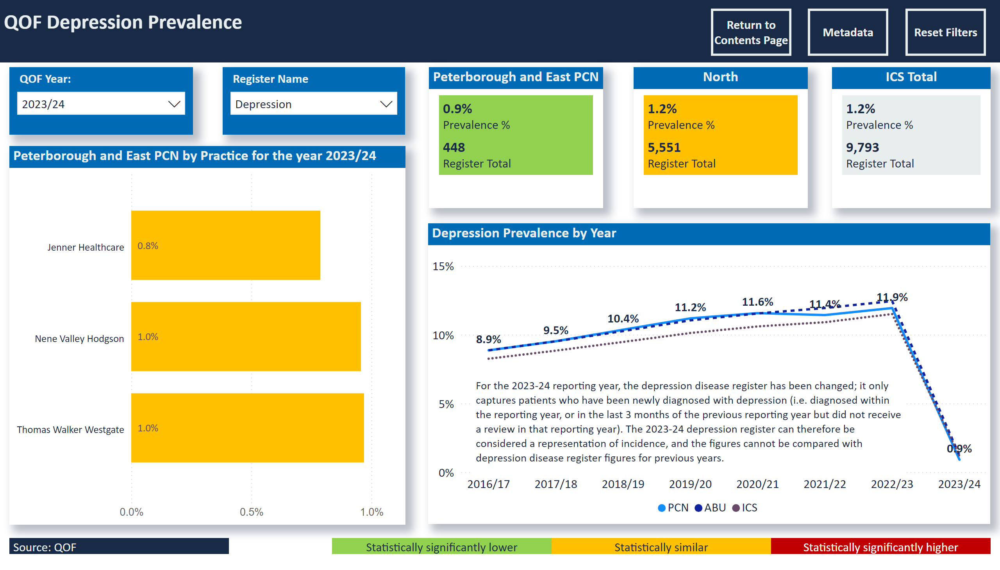 QOF Depression Prevalence
Return to
Contents Page
Metadata
Reset Filters
QOF Year:
2023/24
Register Name
Depression
Peterborough and East PCN
0.9%
Prevalence %
448
Register Total
North
1.2%
Prevalence %
5,551
Register Total
ICS Total
1.2%
Prevalence %
9,793
Register Total
Peterborough and East PCN by Practice for the year 2023/24
Jenner Healthcare
0.8%
Nene Valley Hodgson
1.0%
Thomas Walker Westgate
1.0%
0.0%
0.5%
1.0%
Depression Prevalence by Year
15%
10%
5%
0%
8.9%
9.5%
10.4%
11.2%
11.6%
11.4%
11.9%
0.9%
For the 2023-24 reporting year, the depression disease register has been changed; it only
captures patients who have been newly diagnosed with depression (i.e. diagnosed within
the reporting year, or in the last 3 months of the previous reporting year but did not receive
a review in that reporting year). The 2023-24 depression register can therefore be
considered a representation of incidence, and the figures cannot be compared with
depression disease register figures for previous years.
2016/17
2017/18
2018/19
2019/20
2020/21
2021/22
2022/23
2023/24
PCN
ABU
ICS
Source: QOF
Statistically significantly lower
Statistically similar
Statistically significantly higher